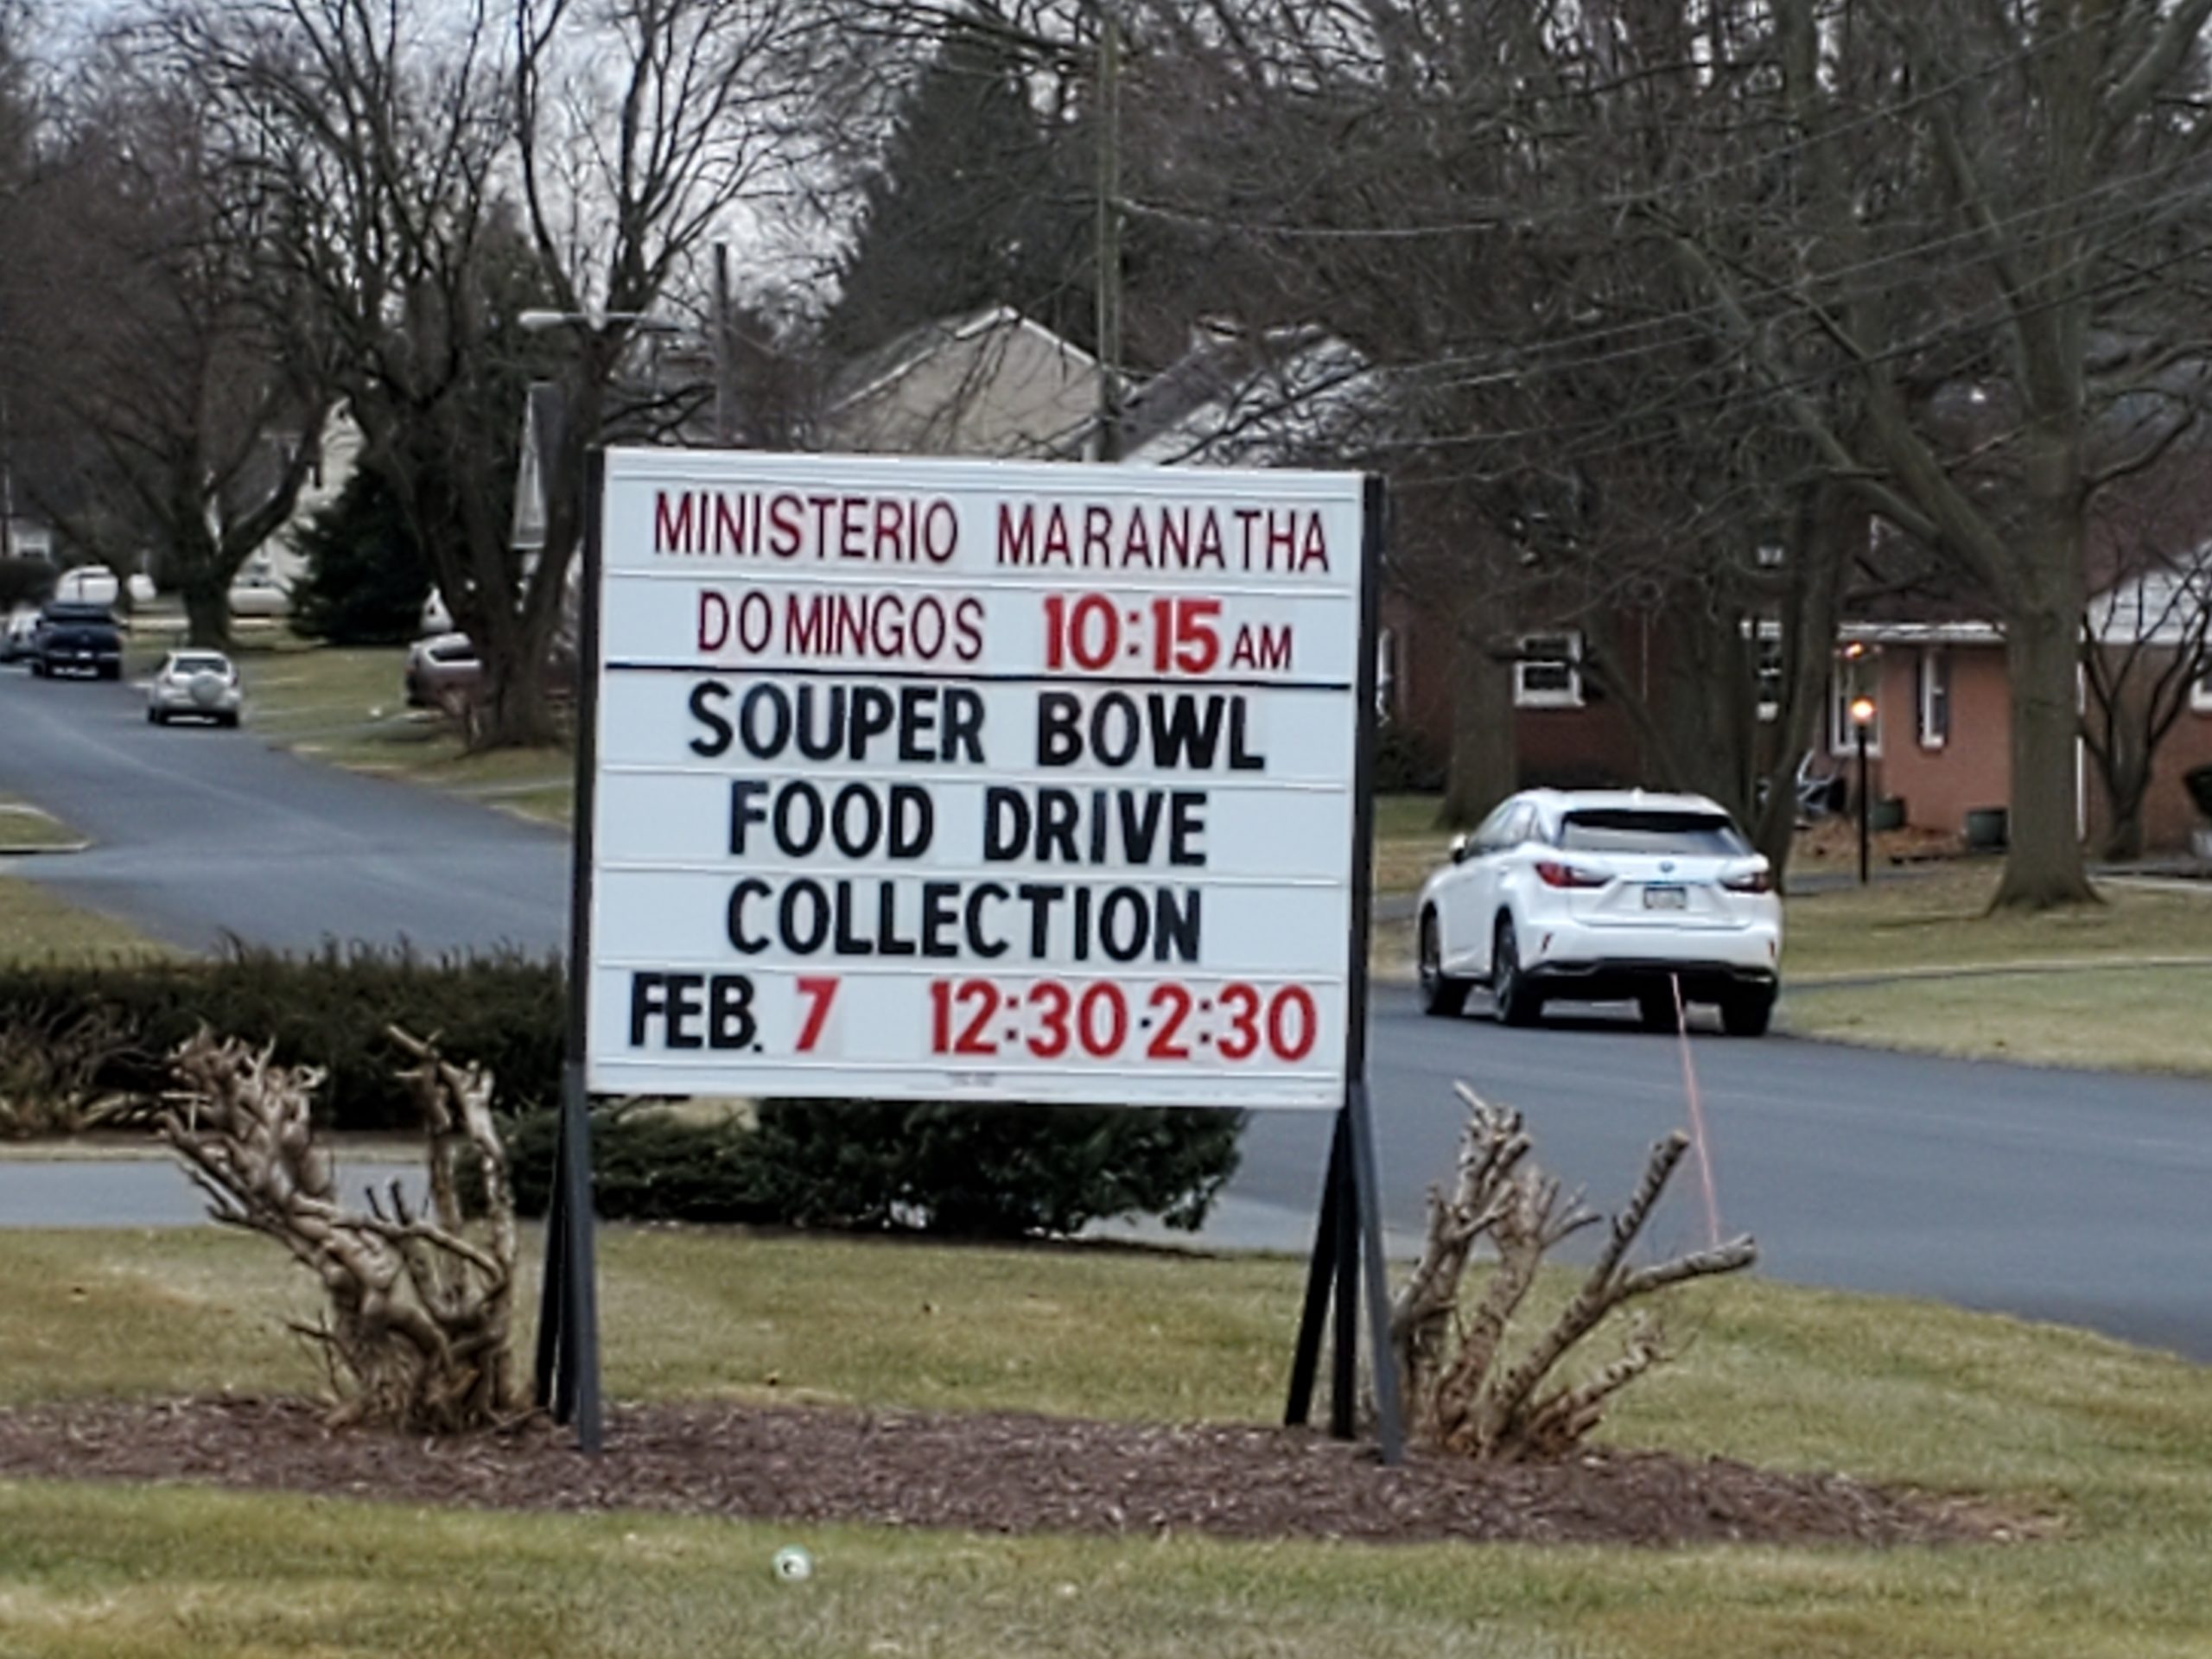 MINISTERIO MARANATHA
DOMINGOS 10:15 AM
SOUPER BOWL
FOOD DRIVE
COLLECTION
FEB. 7 12:30-2:30